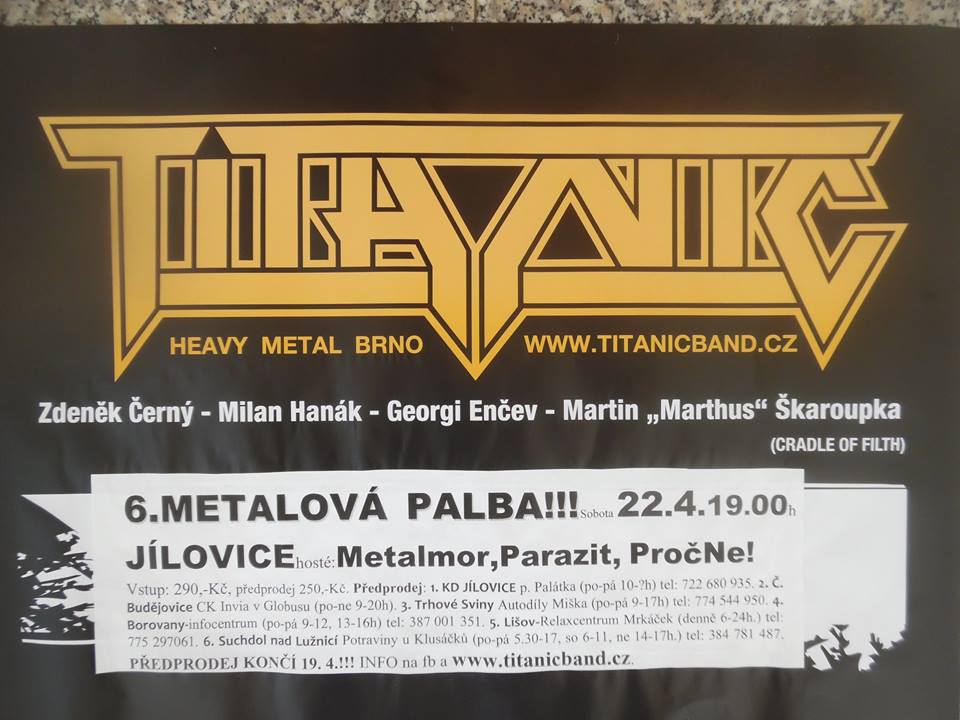 TITANIC
HEAVY METAL BRNO WWW.TITANICBAND.CZ
Zdeněk Černý - Milan Hanák - Georgi Enčev - Martin „Marthus“ Škaroupka
(CRADLE OF FILTH)
6.METALOVÁ PALBA!!! Sobota 22.4.19.00h
JÍLOVICE hosté: Metalmor,Parazit, PročNe!
Vstup: 290,-Kč, předprodej 250,-Kč. Předprodej: 1. KD JÍLOVICE p. Palátka (po-pá 10-?h) tel: 722 680 935. 2. Č.
Budějovice CK Invia v Globusu (po-ne 9-20h). 3. Trhové Sviny Autodíly Miška (po-pá 9-17h) tel: 774 544 950. 4.
Borovany-infocentrum (po-pá 9-12, 13-16h) tel: 387 001 351. 5. Lišov-Relaxcentrum Mrkáček (denně 6-24h.) tel:
775 297061. 6. Suchdol nad Lužnicí Potraviny u Klusáčků (po-pá 5.30-17, so 6-11, ne 14-17h.) tel: 384 781 487.
PŘEDPRODEJ KONČÍ 19. 4.!!! INFO na fb a www.titanicband.cz.